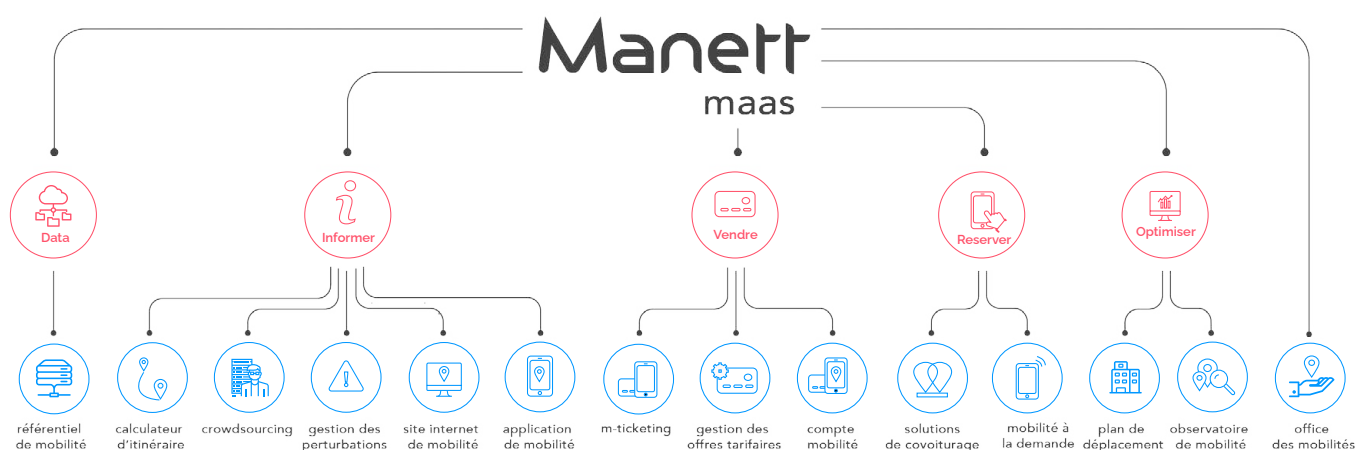 Manett
maas
Data
Informer
Vendre
Reserver
Optimiser
référentiel
de mobilité
calculateur
d'itinéraire
crowdsourcing
gestion des
perturbations
site internet
de mobilité
application
de mobilité
m-ticketing
gestion des
offres tarifaires
compte
mobilité
solutions
de covoiturage
mobilité à
la demande
plan de
déplacement
observatoire
de mobilité
office
des mobilités